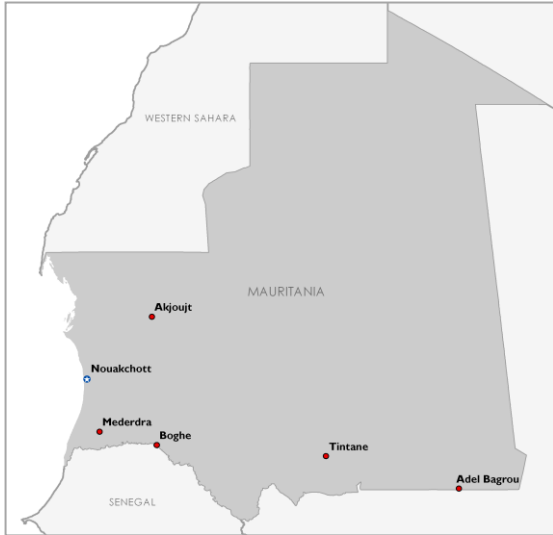 WESTERN SAHARA
MAURITANIA
Akjoujt
Nouakchott
Mederdra
Boghe
Tintane
Adel Bagrou
SENEGAL